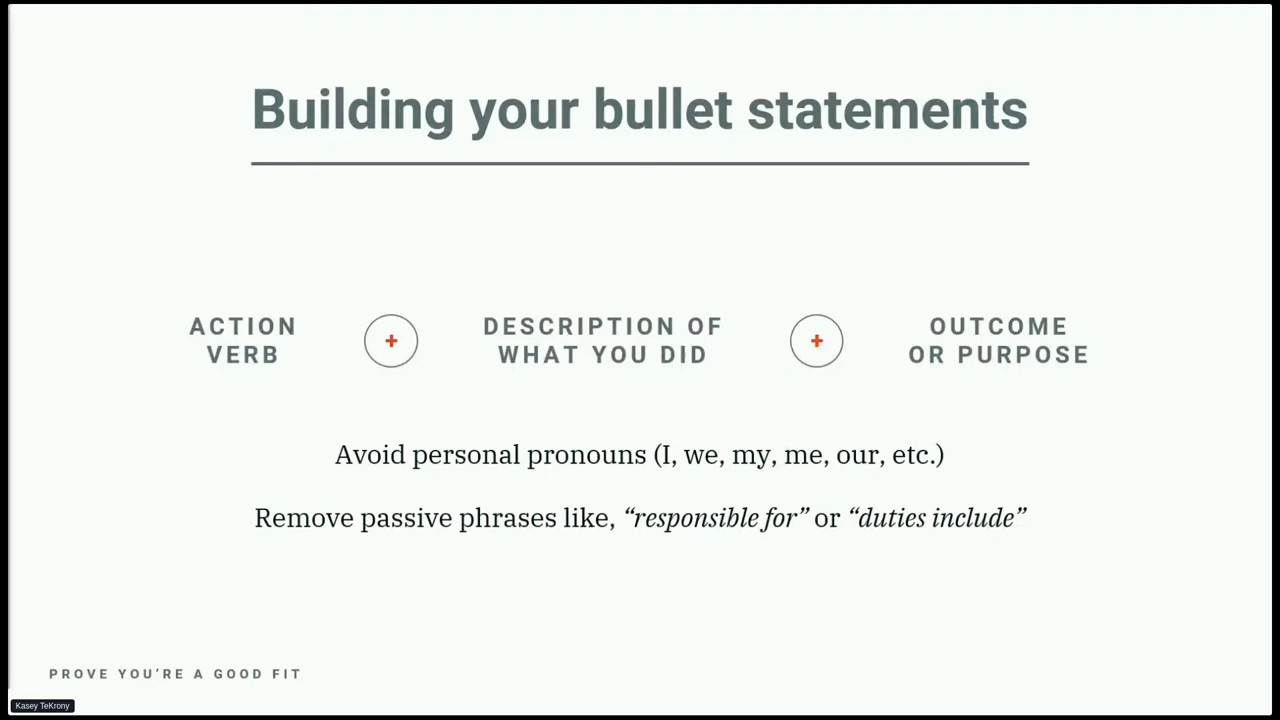 Building your bullet statements
ACTION
VERB
+
DESCRIPTION OF
WHAT YOU DID
+
OUTCOME
OR PURPOSE
Avoid personal pronouns (I, we, my, me, our, etc.)
Remove passive phrases like, “responsible for” or “duties include”
PROVE YOU’RE A GOOD FIT
Kasey TeKrony